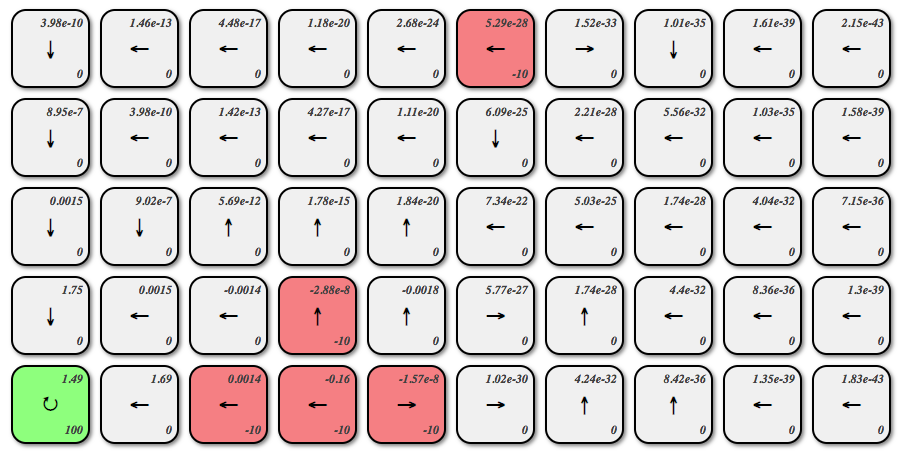 3.98e-10 1.46e-13 4.48e-17 1.18e-20 2.68e-24 5.29e-28 1.52e-33 1.01e-35 1.61e-39 2.15e-43
↓ ← ← ← ← ← → ↓ ← ←
0 0 0 0 0 -10 0 0 0 0
8.95e-7 3.98e-10 1.42e-13 4.27e-17 1.11e-20 6.09e-25 2.21e-28 5.56e-32 1.03e-35 1.58e-39
↓ ← ← ← ← ↓ ← ← ← ←
0 0 0 0 0 0 0 0 0 0
0.0015 9.02e-7 5.69e-12 1.78e-15 1.84e-20 7.34e-22 5.03e-25 1.74e-28 4.04e-32 7.15e-36
↓ ↓ ↑ ↑ ↑ ← ← ← ← ←
0 0 0 0 0 0 0 0 0 0
1.75 0.0015 -0.0014 -2.88e-8 -0.0018 5.77e-27 1.74e-28 4.4e-32 8.36e-36 1.3e-39
↓ ← ← ↑ ↑ → ↑ ← ← ←
0 0 0 -10 0 0 0 0 0 0
1.49 1.69 0.0014 -0.16 -1.57e-8 1.02e-30 4.24e-32 8.42e-36 1.35e-39 1.83e-43
↻ ← ← ← → → ↑ ↑ ← ←
100 0 -10 -10 -10 0 0 0 0 0